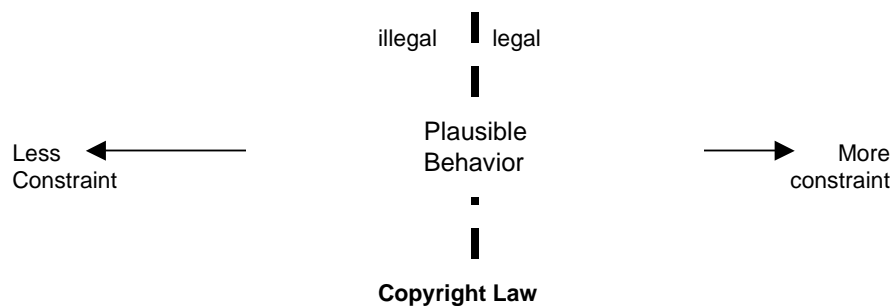 illegal legal
Plausible
Behavior
Less
Constraint
More
constraint
Copyright Law